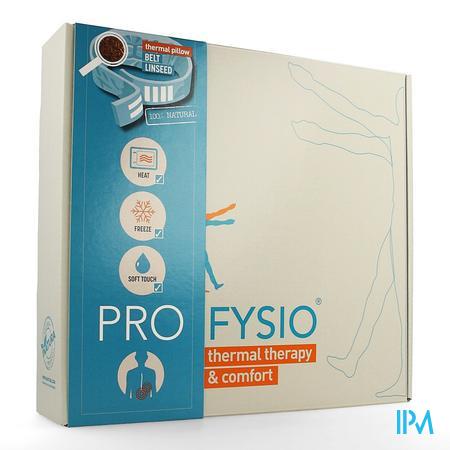 thermal pillow
BELT
LINSEED
100% NATURAL
HEAT
FREEZE
SOFT TOUCH
PRO FYSIO®
thermal therapy
& comfort
IPM